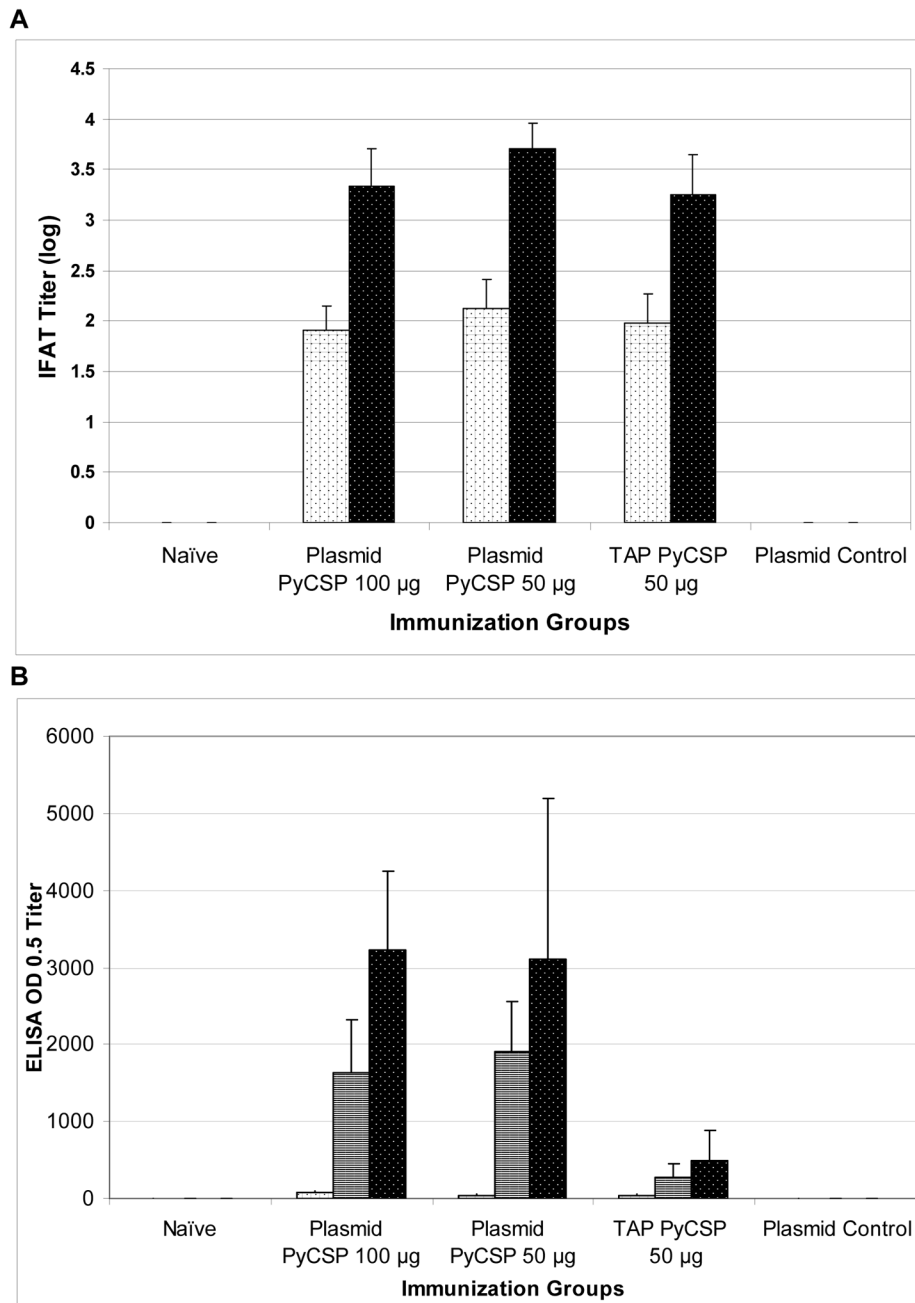 A
4.5
4
3.5
3
2.5
2
1.5
1
0.5
0
IFAT Titer (log)
Naïve
Plasmid
PyCSP 100 µg
Plasmid
PyCSP 50 µg
TAP PyCSP
50 µg
Plasmid Control
Immunization Groups
B
6000
5000
4000
3000
2000
1000
0
ELISA OD 0.5 Titer
Naïve
Plasmid
PyCSP 100 µg
Plasmid
PyCSP 50 µg
TAP PyCSP
50 µg
Plasmid Control
Immunization Groups